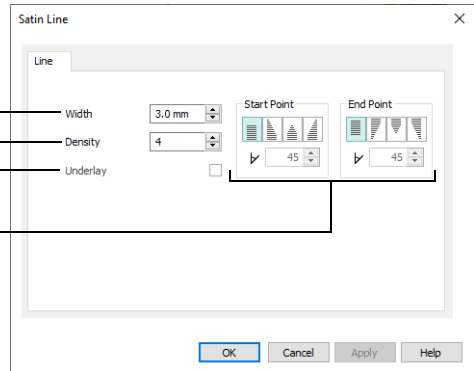 Satin Line
Line
Width 3.0 mm
Density 4
Underlay
Start Point
45
End Point
45
OK Cancel Apply Help